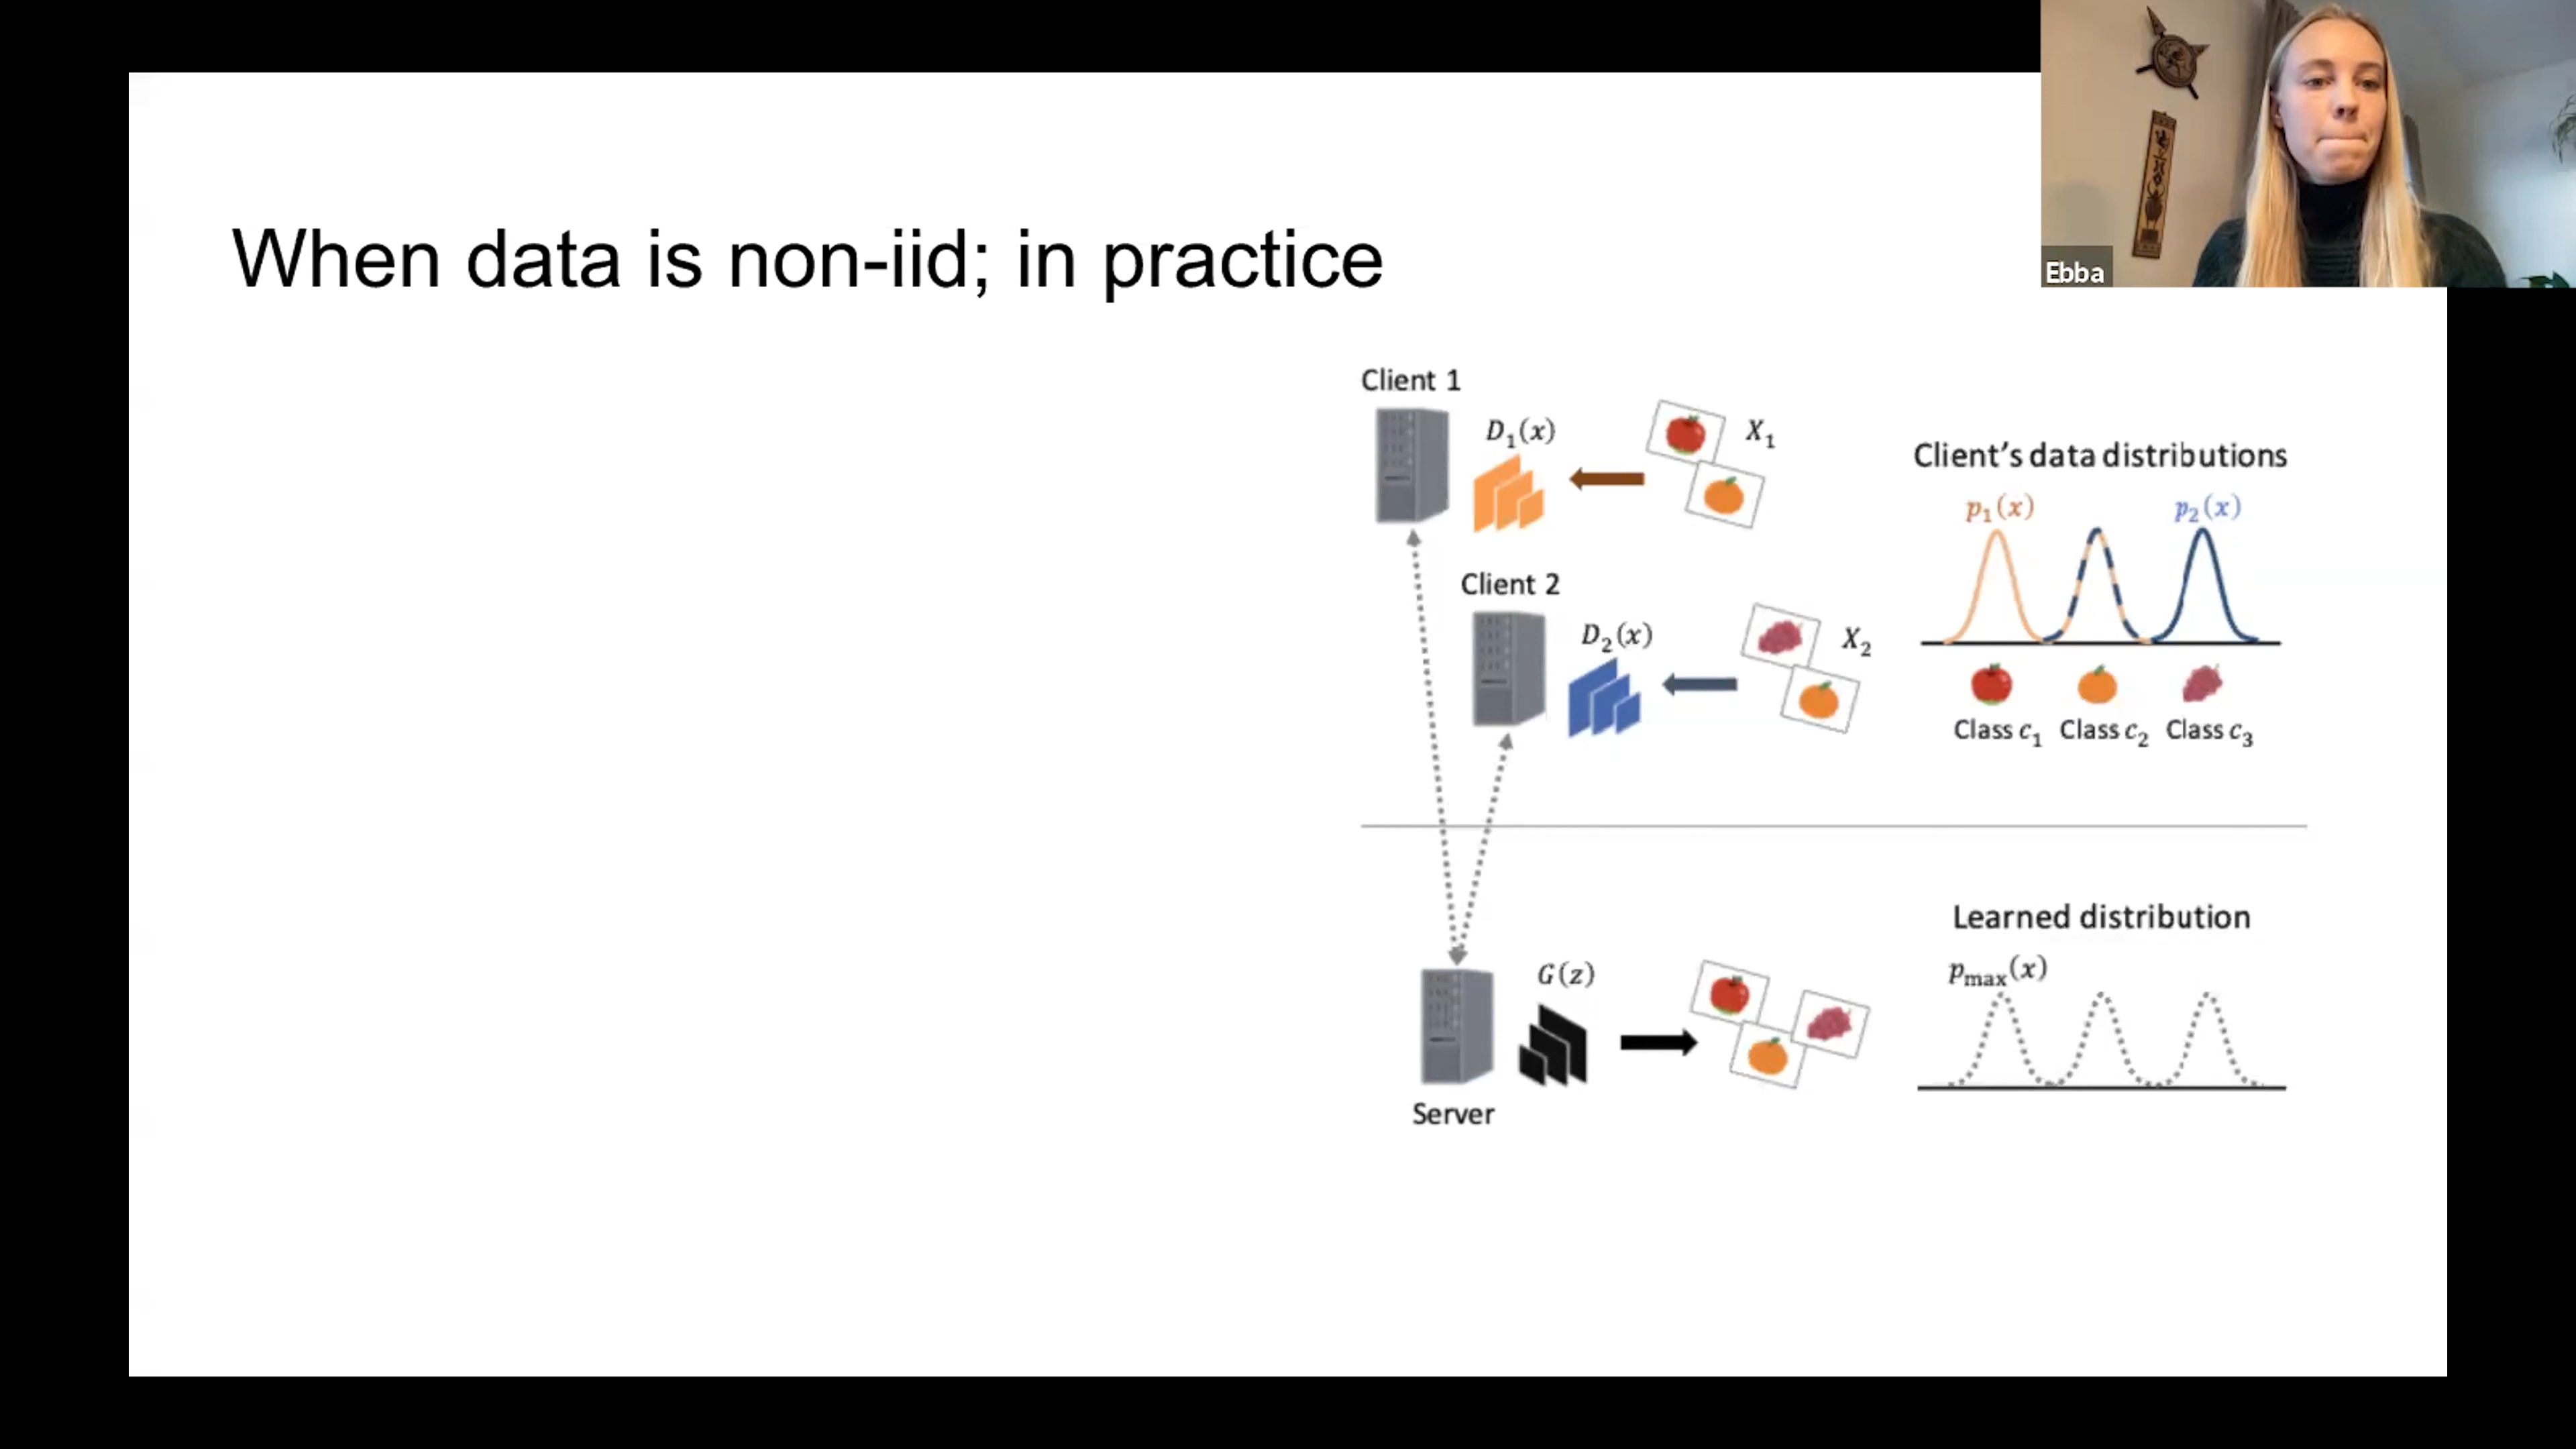 Ebba
When data is non-iid; in practice
Client 1
D₁(x)
X₁
Client's data distributions
p₁(x)
p₂(x)
Client 2
D₂(x)
X₂
Class c₁ Class c₂ Class c₃
Learned distribution
p_max(x)
G(z)
Server